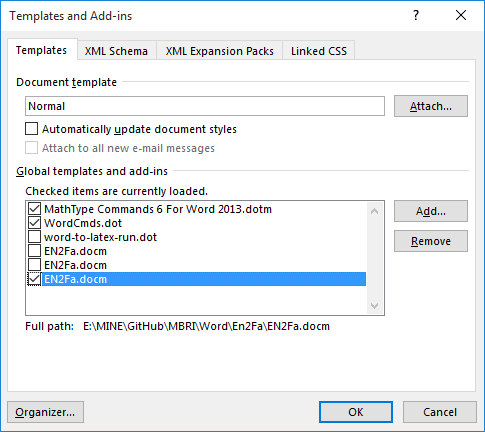 Templates and Add-ins
?
Templates XML Schema XML Expansion Packs Linked CSS
Document template
Normal Attach...
Automatically update document styles
Attach to all new e-mail messages
Global templates and add-ins
Checked items are currently loaded.
MathType Commands 6 For Word 2013.dotm Add...
WordCmds.dot
word-to-latex-run.dot Remove
EN2Fa.docm
EN2Fa.docm
EN2Fa.docm
Full path: E:\MINE\GitHub\MBRI\Word\En2Fa\EN2Fa.docm
Organizer... OK Cancel